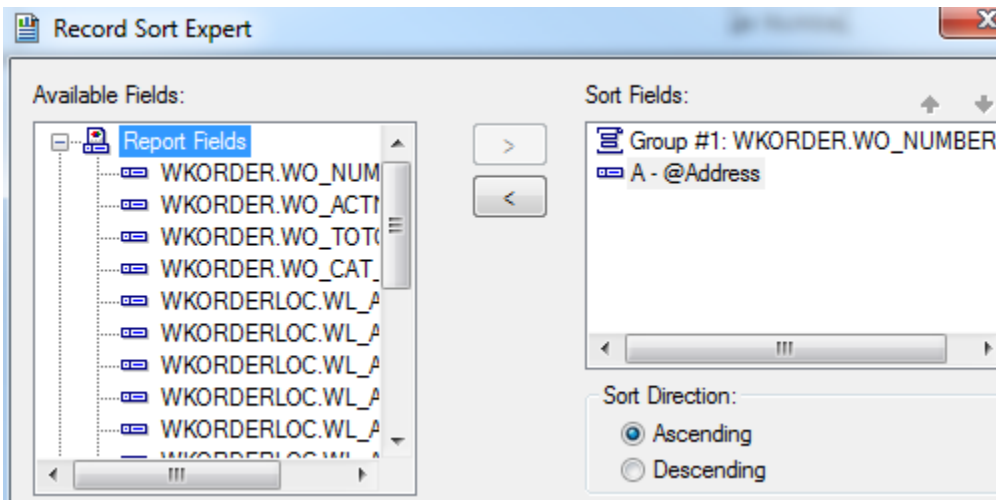 Record Sort Expert
Available Fields:
Report Fields
WKORDER.WO_NUM
WKORDER.WO_ACTN
WKORDER.WO_TOT
WKORDER.WO_CAT_
WKORDERLOC.WL_A
WKORDERLOC.WL_A
WKORDERLOC.WL_A
WKORDERLOC.WL_A
WKORDERLOC.WL_A
>
<
Sort Fields:
Group #1: WKORDER.WO_NUMBER
A - @Address
Sort Direction:
Ascending
Descending